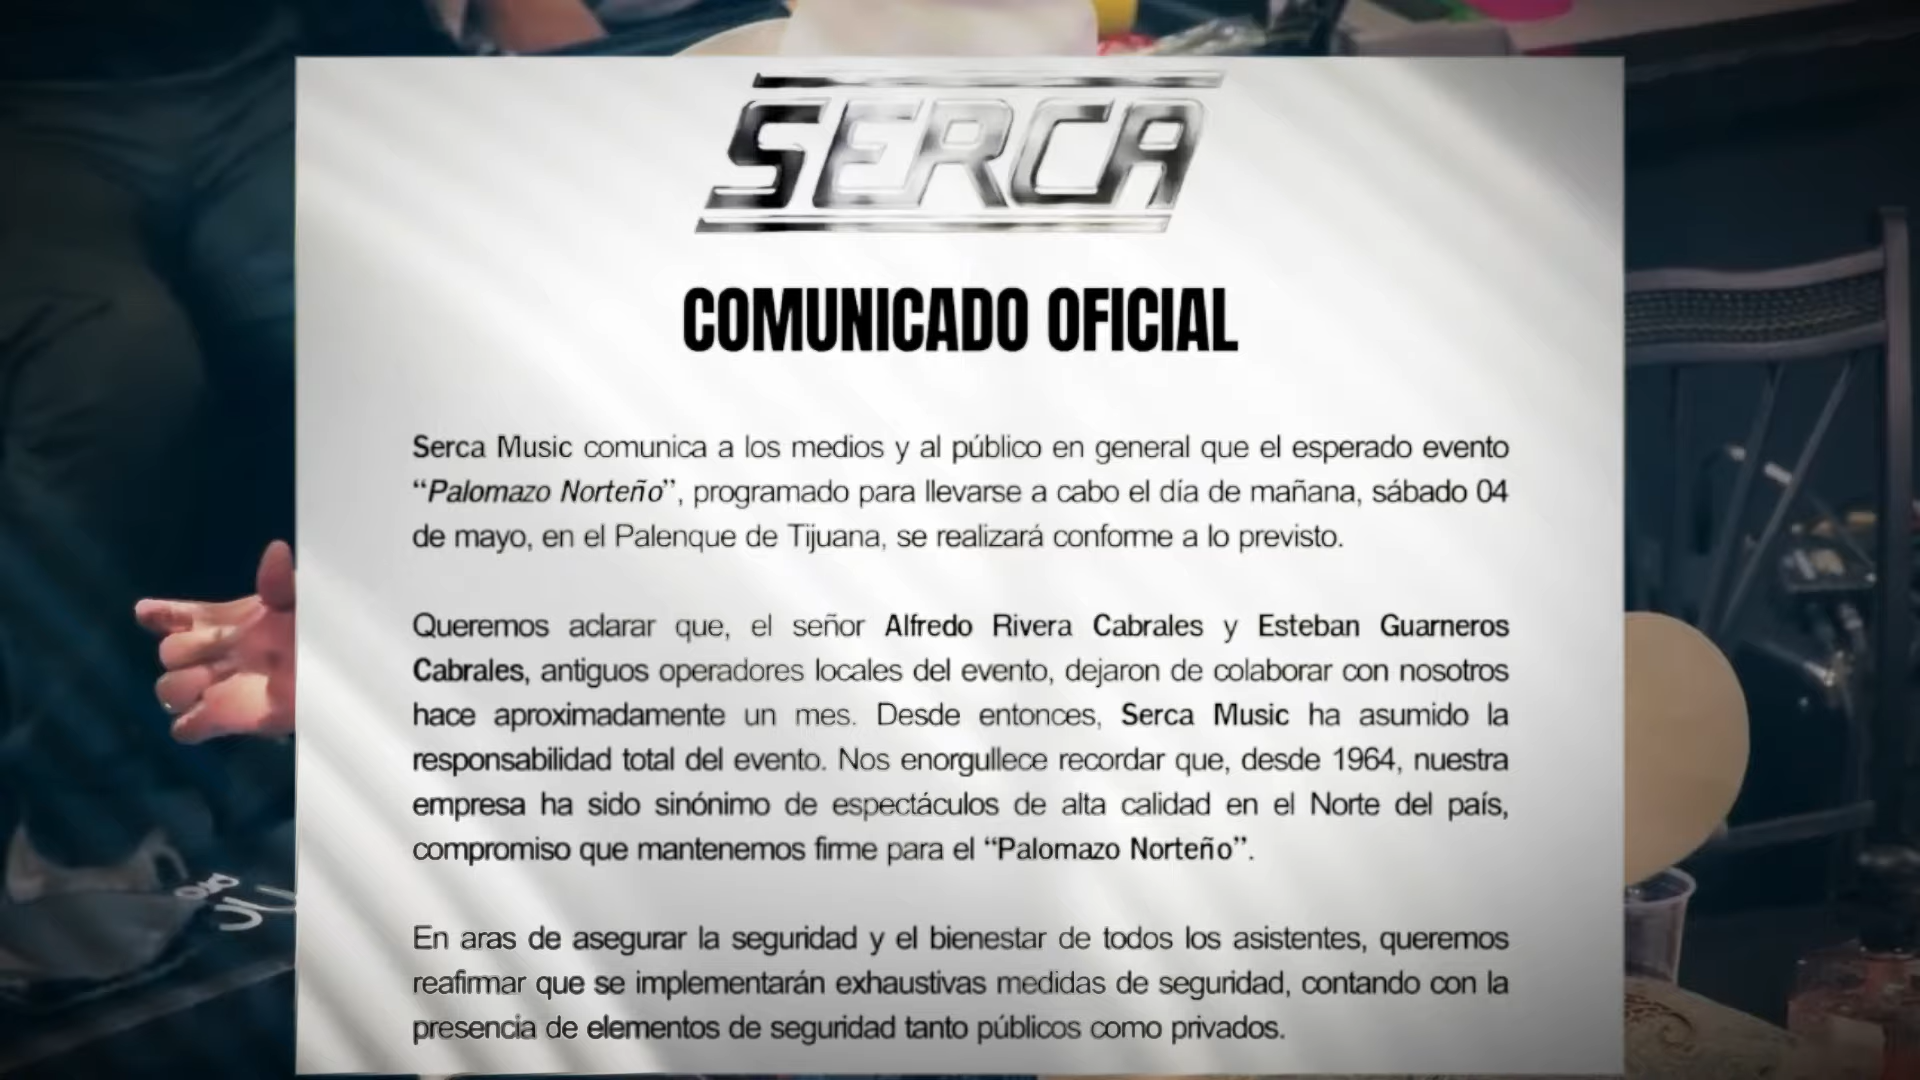 SERCA
COMUNICADO OFICIAL
Serca Music comunica a los medios y al público en general que el esperado evento
“Palomazo Norteño”, programado para llevarse a cabo el día de mañana, sábado 04
de mayo, en el Palenque de Tijuana, se realizará conforme a lo previsto.
Queremos aclarar que, el señor Alfredo Rivera Cabrales y Esteban Guarneros
Cabrales, antiguos operadores locales del evento, dejaron de colaborar con nosotros
hace aproximadamente un mes. Desde entonces, Serca Music ha asumido la
responsabilidad total del evento. Nos enorgullece recordar que, desde 1964, nuestra
empresa ha sido sinónimo de espectáculos de alta calidad en el Norte del país,
compromiso que mantenemos firme para el “Palomazo Norteño”.
En aras de asegurar la seguridad y el bienestar de todos los asistentes, queremos
reafirmar que se implementarán exhaustivas medidas de seguridad, contando con la
presencia de elementos de seguridad tanto públicos como privados.